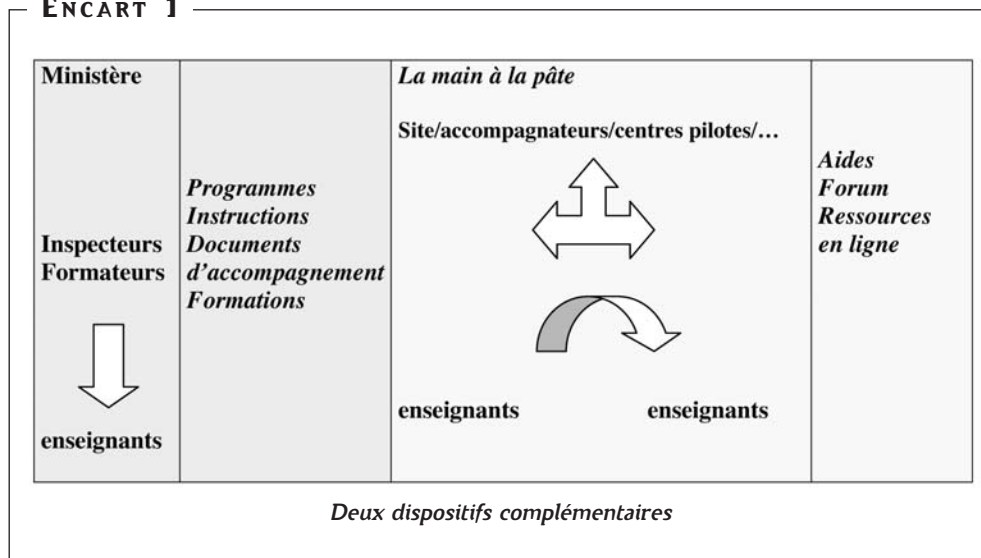 ENCART 1
Ministère
Inspecteurs
Formateurs
enseignants
Programmes
Instructions
Documents
d'accompagnement
Formations
La main à la pâte
Site/accompagnateurs/centres pilotes/…
enseignants enseignants
Aides
Forum
Ressources
en ligne
Deux dispositifs complémentaires